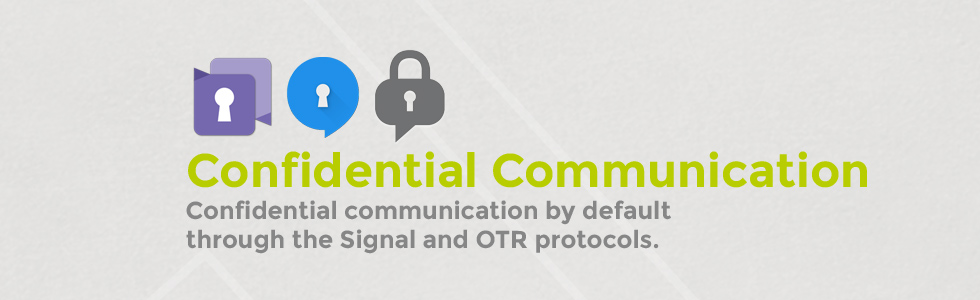 Confidential Communication
Confidential communication by default
through the Signal and OTR protocols.